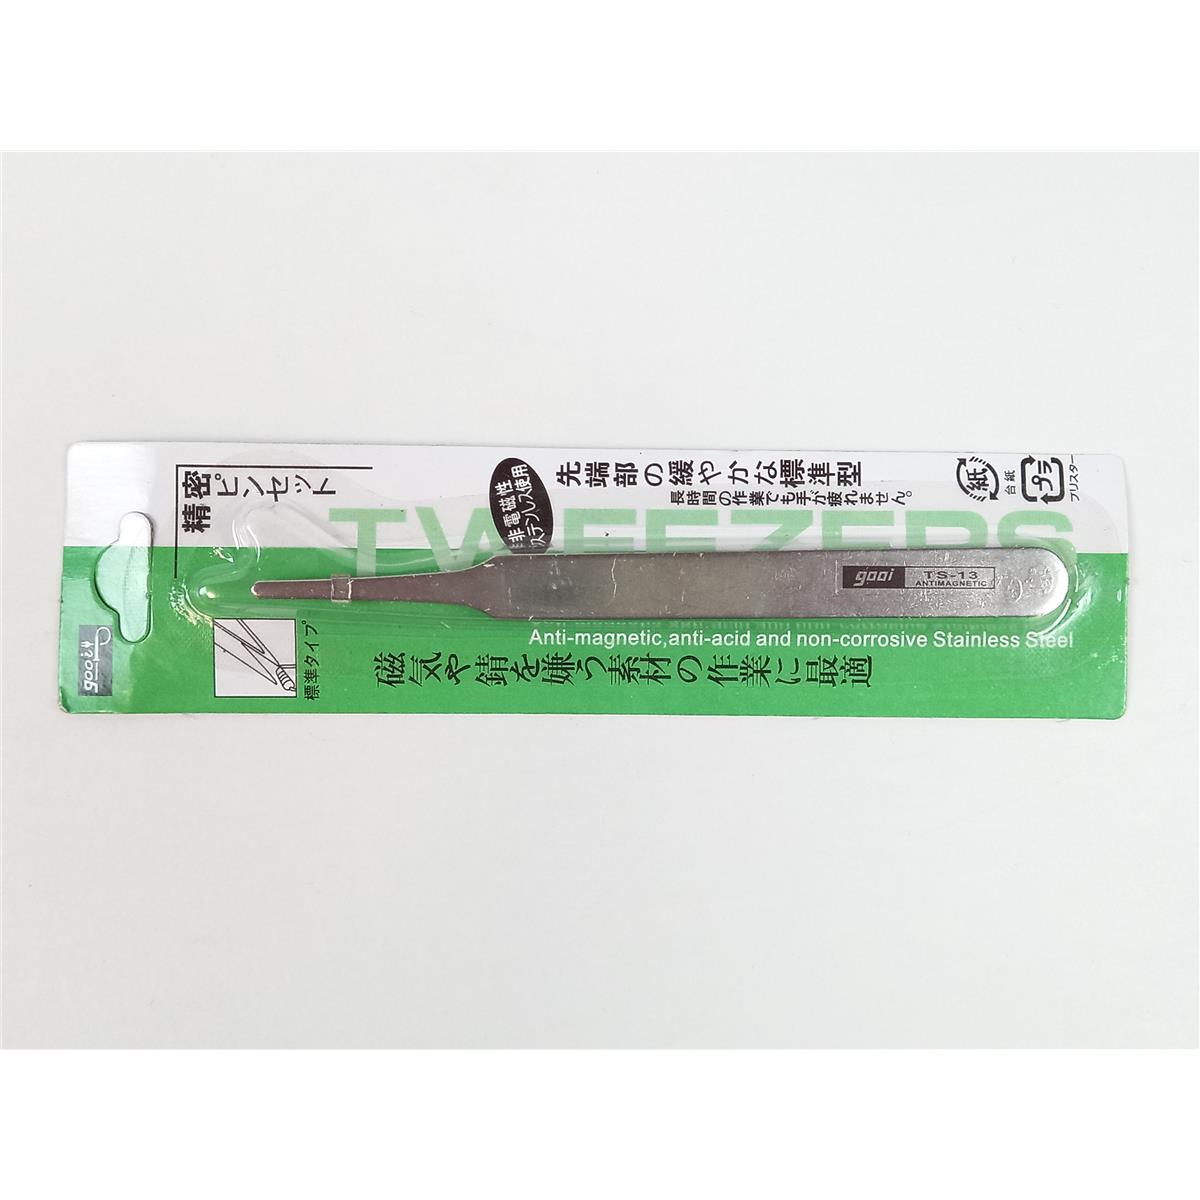 精密
ピンセット
非電磁性
ステンレス使用
先端部の緩やかな標準型
長時間の作業でも手が疲れません。
紙
台紙
プラ
ブリスター
TWEEZERS
gooi
TS-13
ANTIMAGNETIC
Anti-magnetic,anti-acid and non-corrosive Stainless Steel
磁気や錆を嫌う素材の作業に最適
標準タイプ
gooi